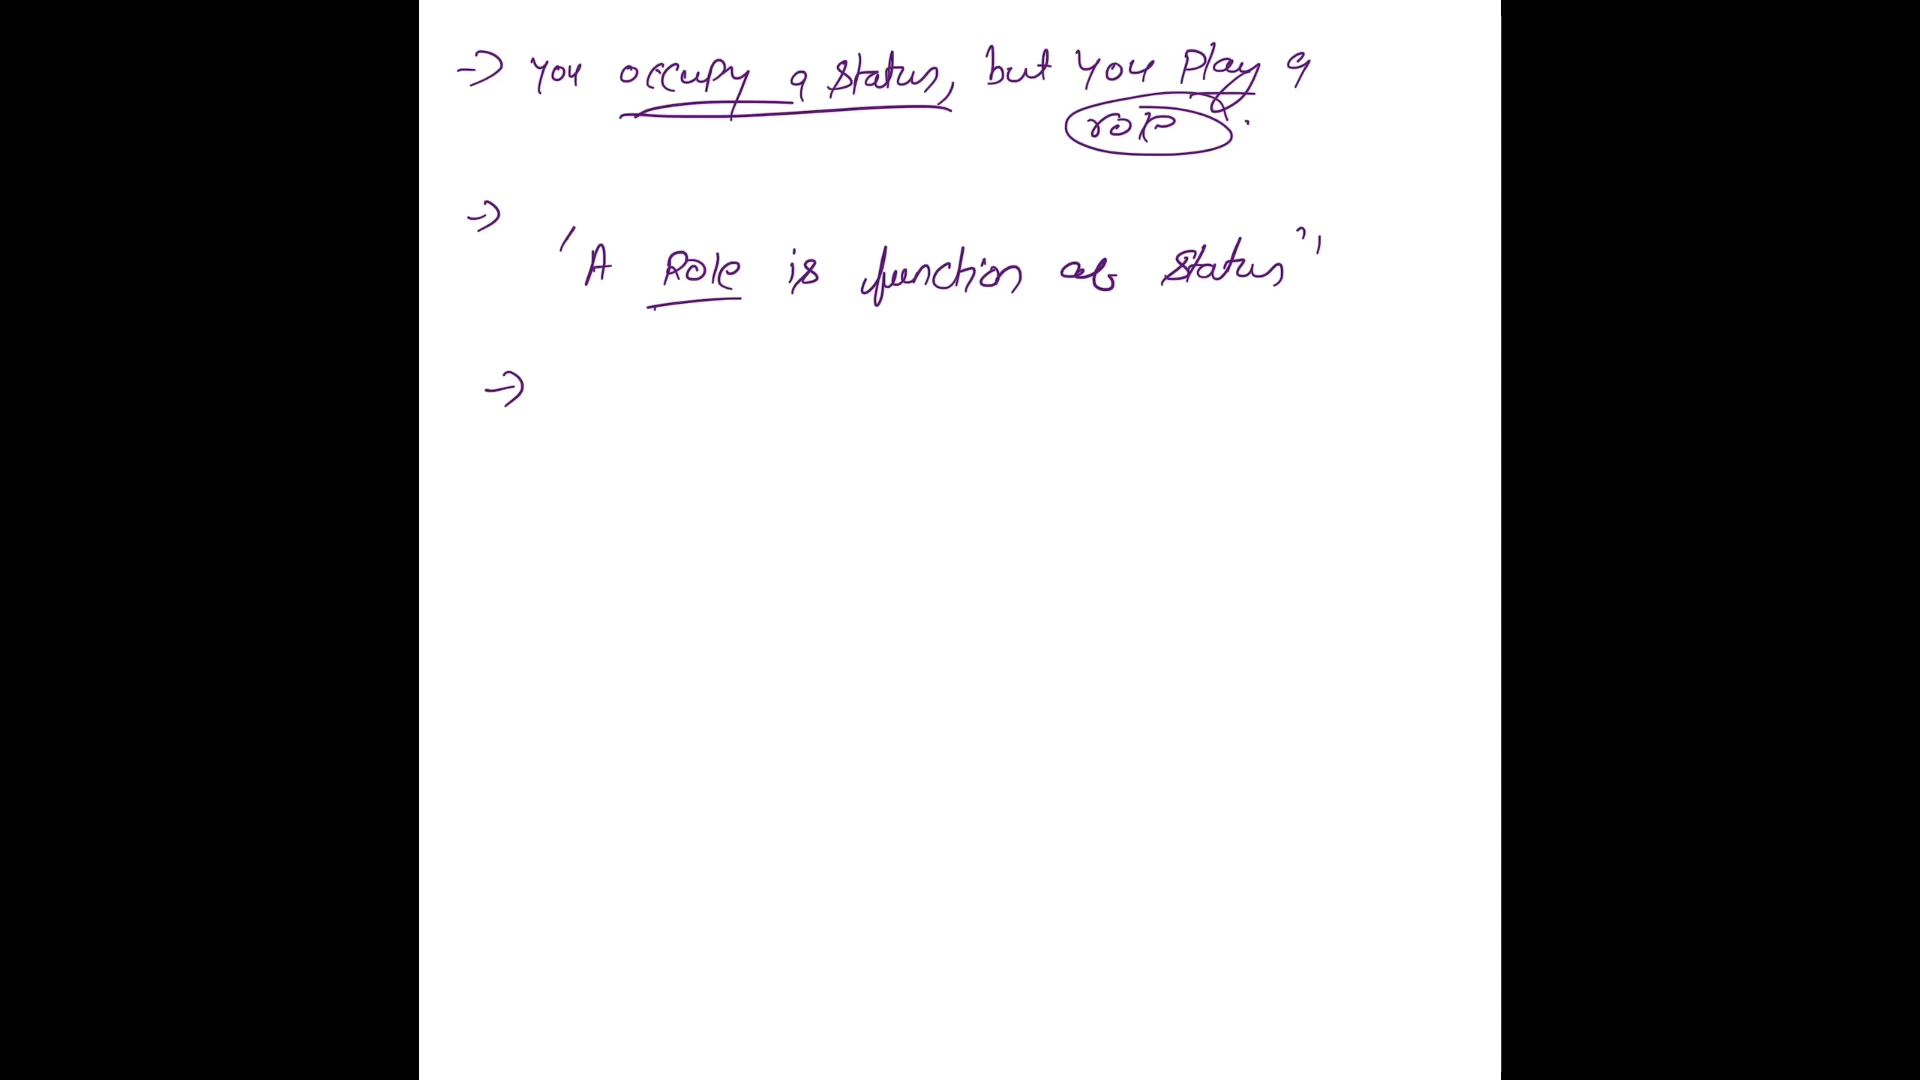 → You occupy a status, but you play a
role.
→
'A Role is function of status"'
→